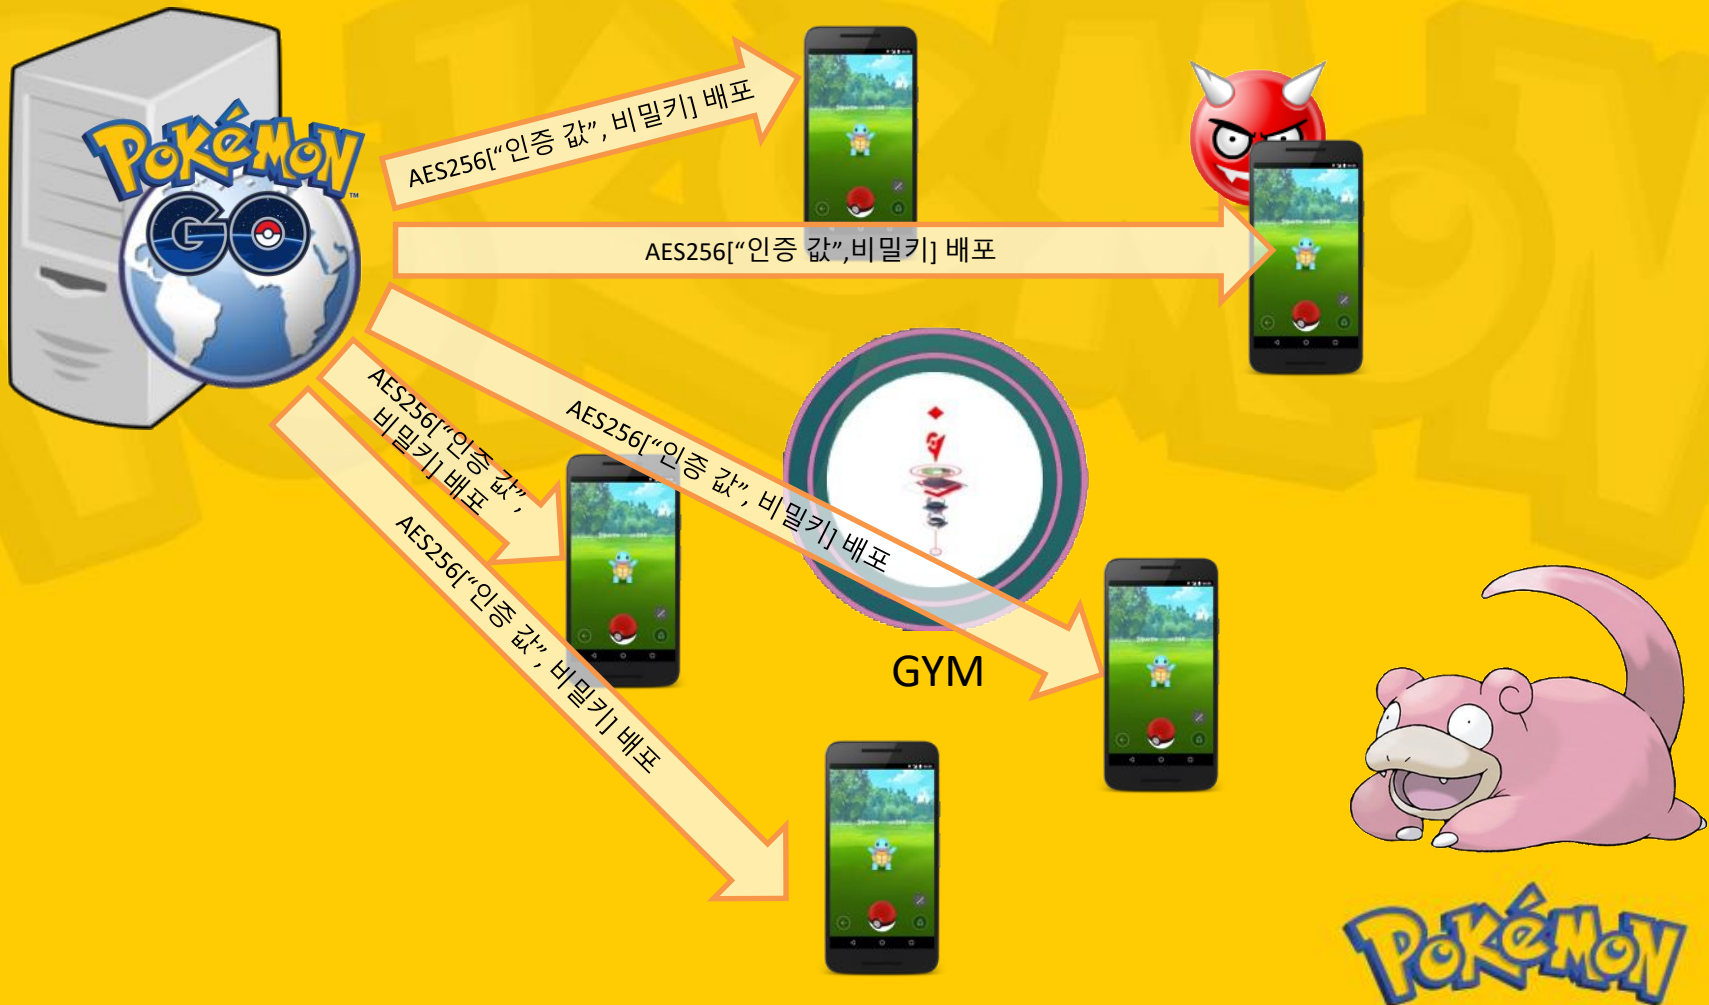 POKéMON
GO
TM
AES256[“인증 값”, 비밀키] 배포
AES256[“인증 값”,비밀키] 배포
AES256[“인증 값”, 비밀키] 배포
AES256[“인증 값”,
비밀키] 배포
AES256[“인증 값”, 비밀키] 배포
GYM
POKéMON